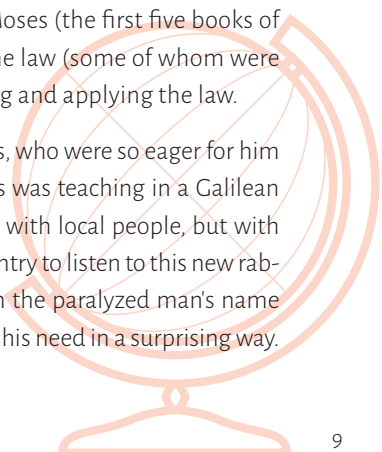 Moses (the first five books of
he law (some of whom were
g and applying the law.
s, who were so eager for him
s was teaching in a Galilean
with local people, but with
ntry to listen to this new rab-
n the paralyzed man's name
his need in a surprising way.
9